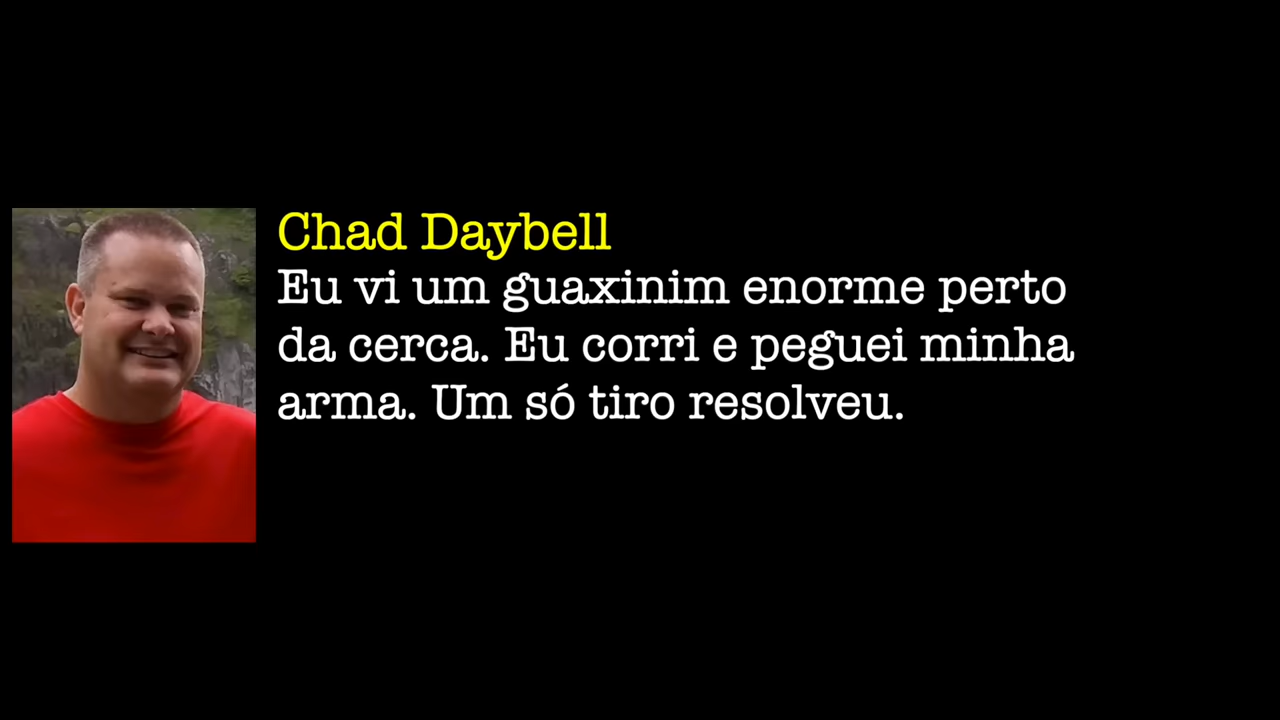 Chad Daybell
Eu vi um guaxinim enorme perto
da cerca. Eu corri e peguei minha
arma. Um só tiro resolveu.